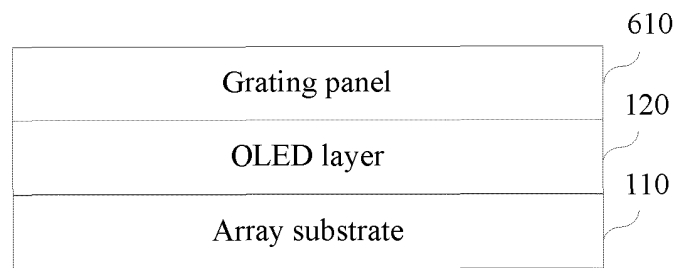 610
Grating panel
120
OLED layer
110
Array substrate